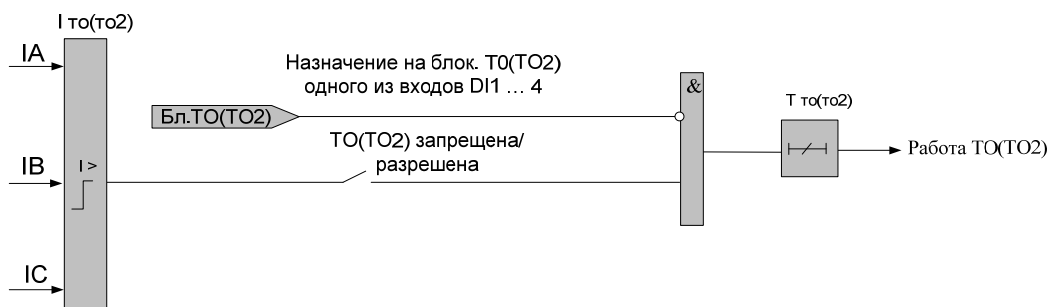 I то(то2)
IA
IB
IC
I >
Назначение на блок. Т0(ТО2)
одного из входов DI1 ... 4
Бл.ТО(ТО2)
ТО(ТО2) запрещена/
разрешена
&
Т то(то2)
Работа ТО(ТО2)